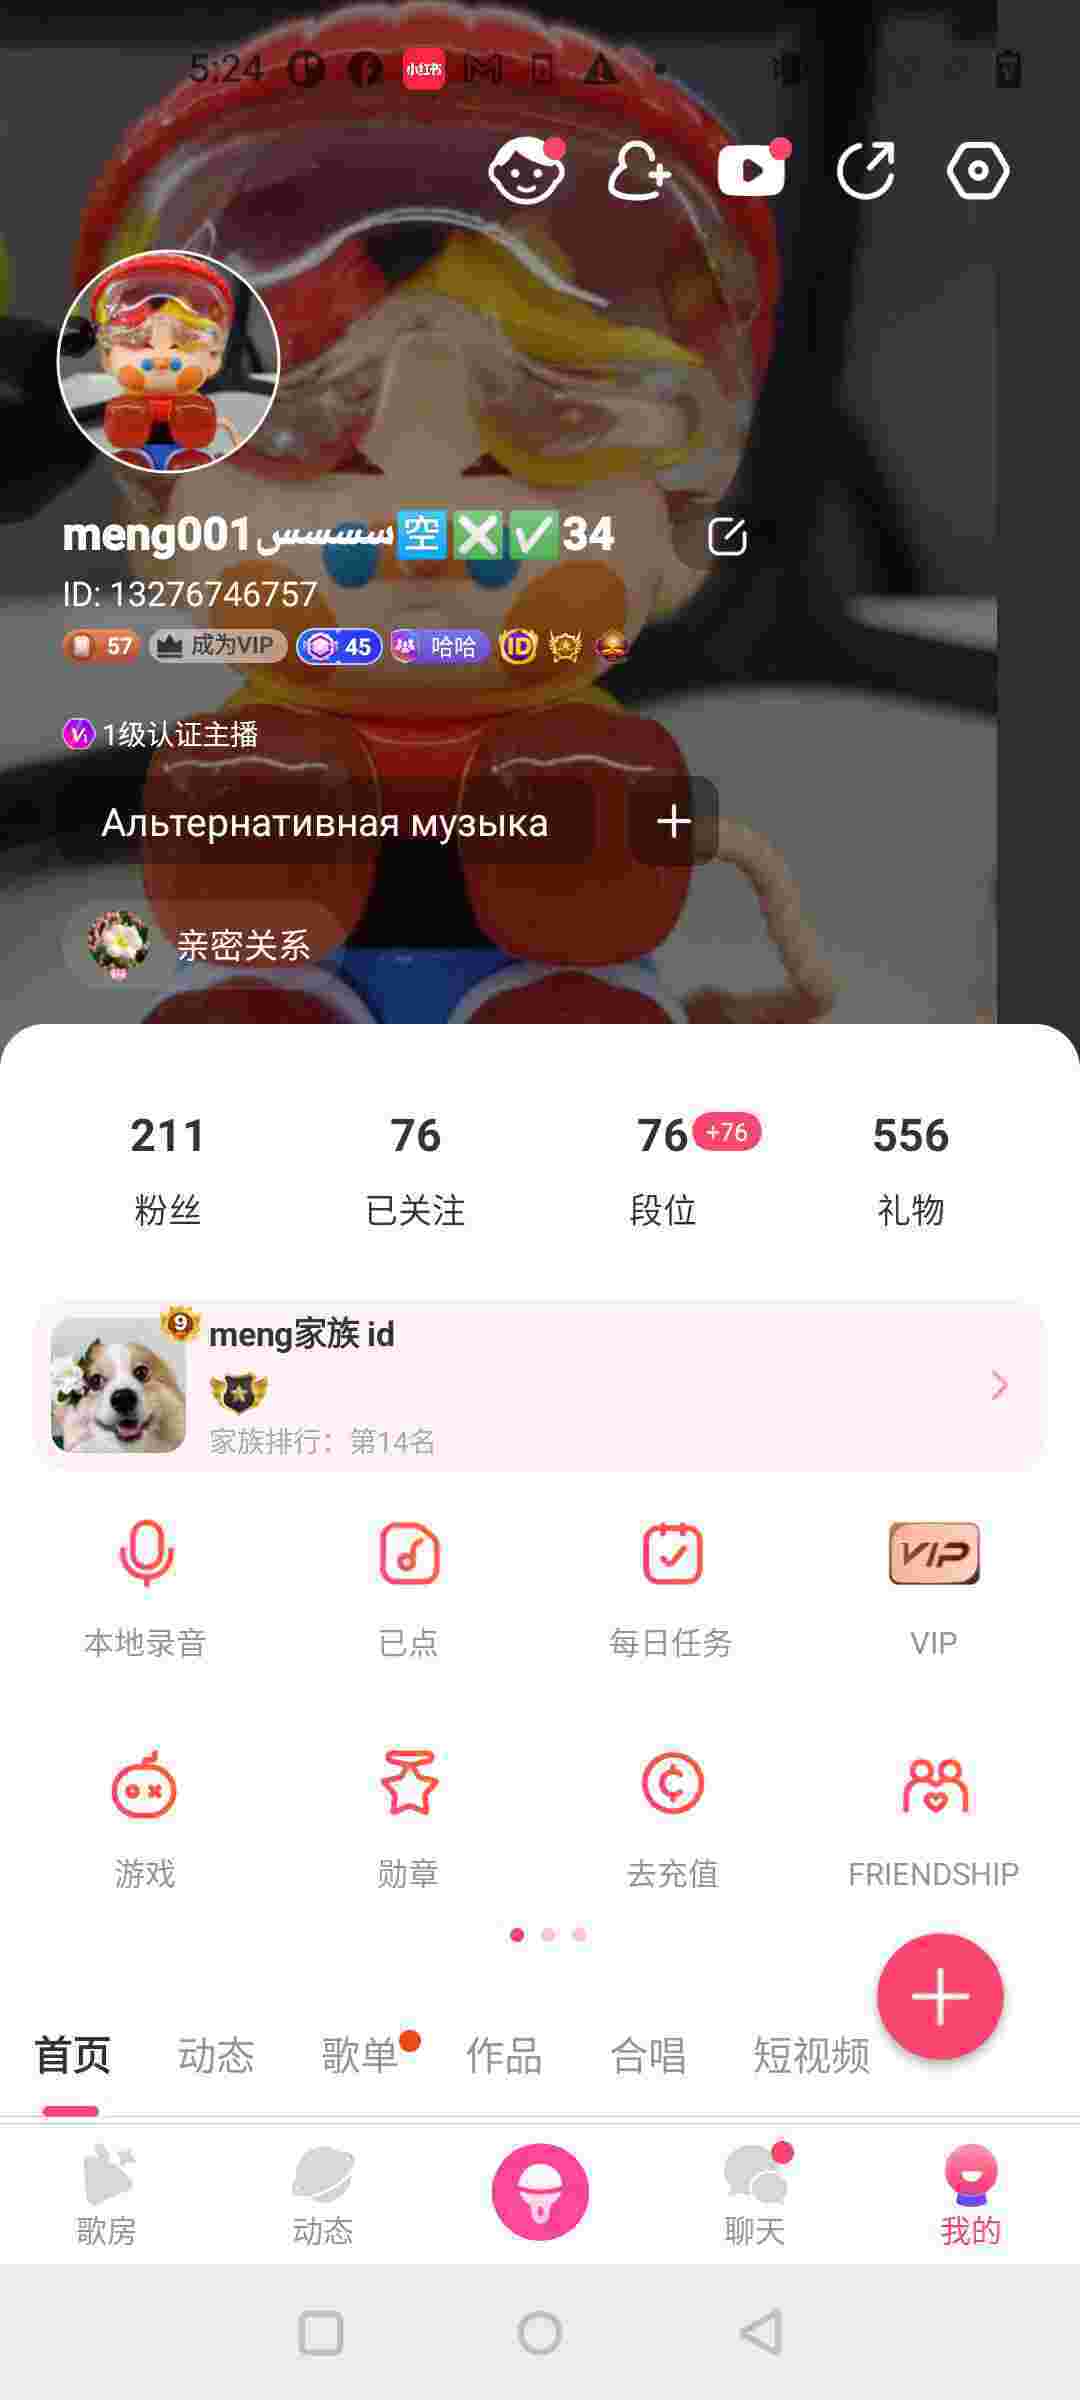 5:24
小红书
meng001سسسس空❎✅34
ID: 13276746757
57 成为VIP 45 哈哈 ID
V1 1级认证主播
Альтернативная музыка
亲密关系
211 76 76 +76 556
粉丝 已关注 段位 礼物
9
meng家族 id
家族排行：第14名
VIP
本地录音 已点 每日任务 VIP
游戏 勋章 去充值 FRIENDSHIP
首页 动态 歌单 作品 合唱 短视频
歌房 动态 聊天 我的